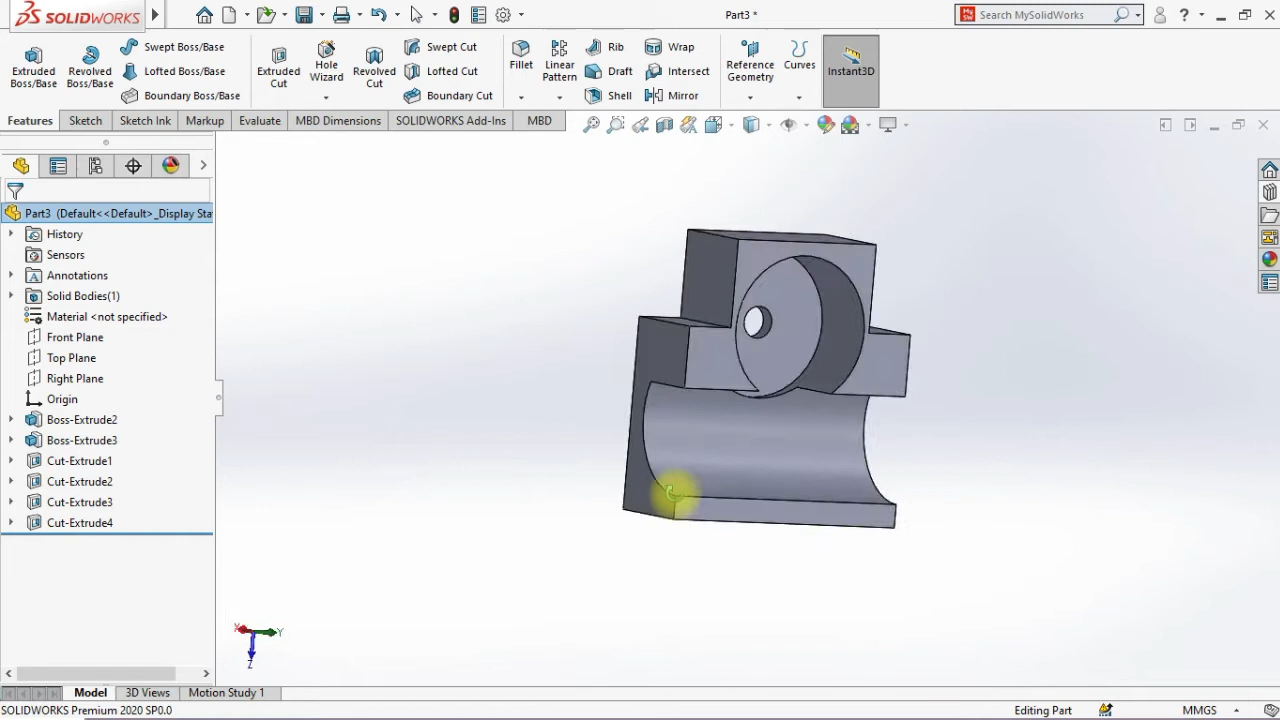 SOLIDWORKS
Part3 *
Search MySolidWorks
?
Extruded Boss/Base
Revolved Boss/Base
Swept Boss/Base
Lofted Boss/Base
Boundary Boss/Base
Extruded Cut
Hole Wizard
Revolved Cut
Swept Cut
Lofted Cut
Boundary Cut
Fillet
Linear Pattern
Rib
Draft
Shell
Wrap
Intersect
Mirror
Reference Geometry
Curves
Instant3D
Features
Sketch
Sketch Ink
Markup
Evaluate
MBD Dimensions
SOLIDWORKS Add-Ins
MBD
Part3 (Default<<Default>_Display Sta
History
Sensors
Annotations
Solid Bodies(1)
Material <not specified>
Front Plane
Top Plane
Right Plane
Origin
Boss-Extrude2
Boss-Extrude3
Cut-Extrude1
Cut-Extrude2
Cut-Extrude3
Cut-Extrude4
X
Y
Z
Model
3D Views
Motion Study 1
SOLIDWORKS Premium 2020 SP0.0
Editing Part
MMGS